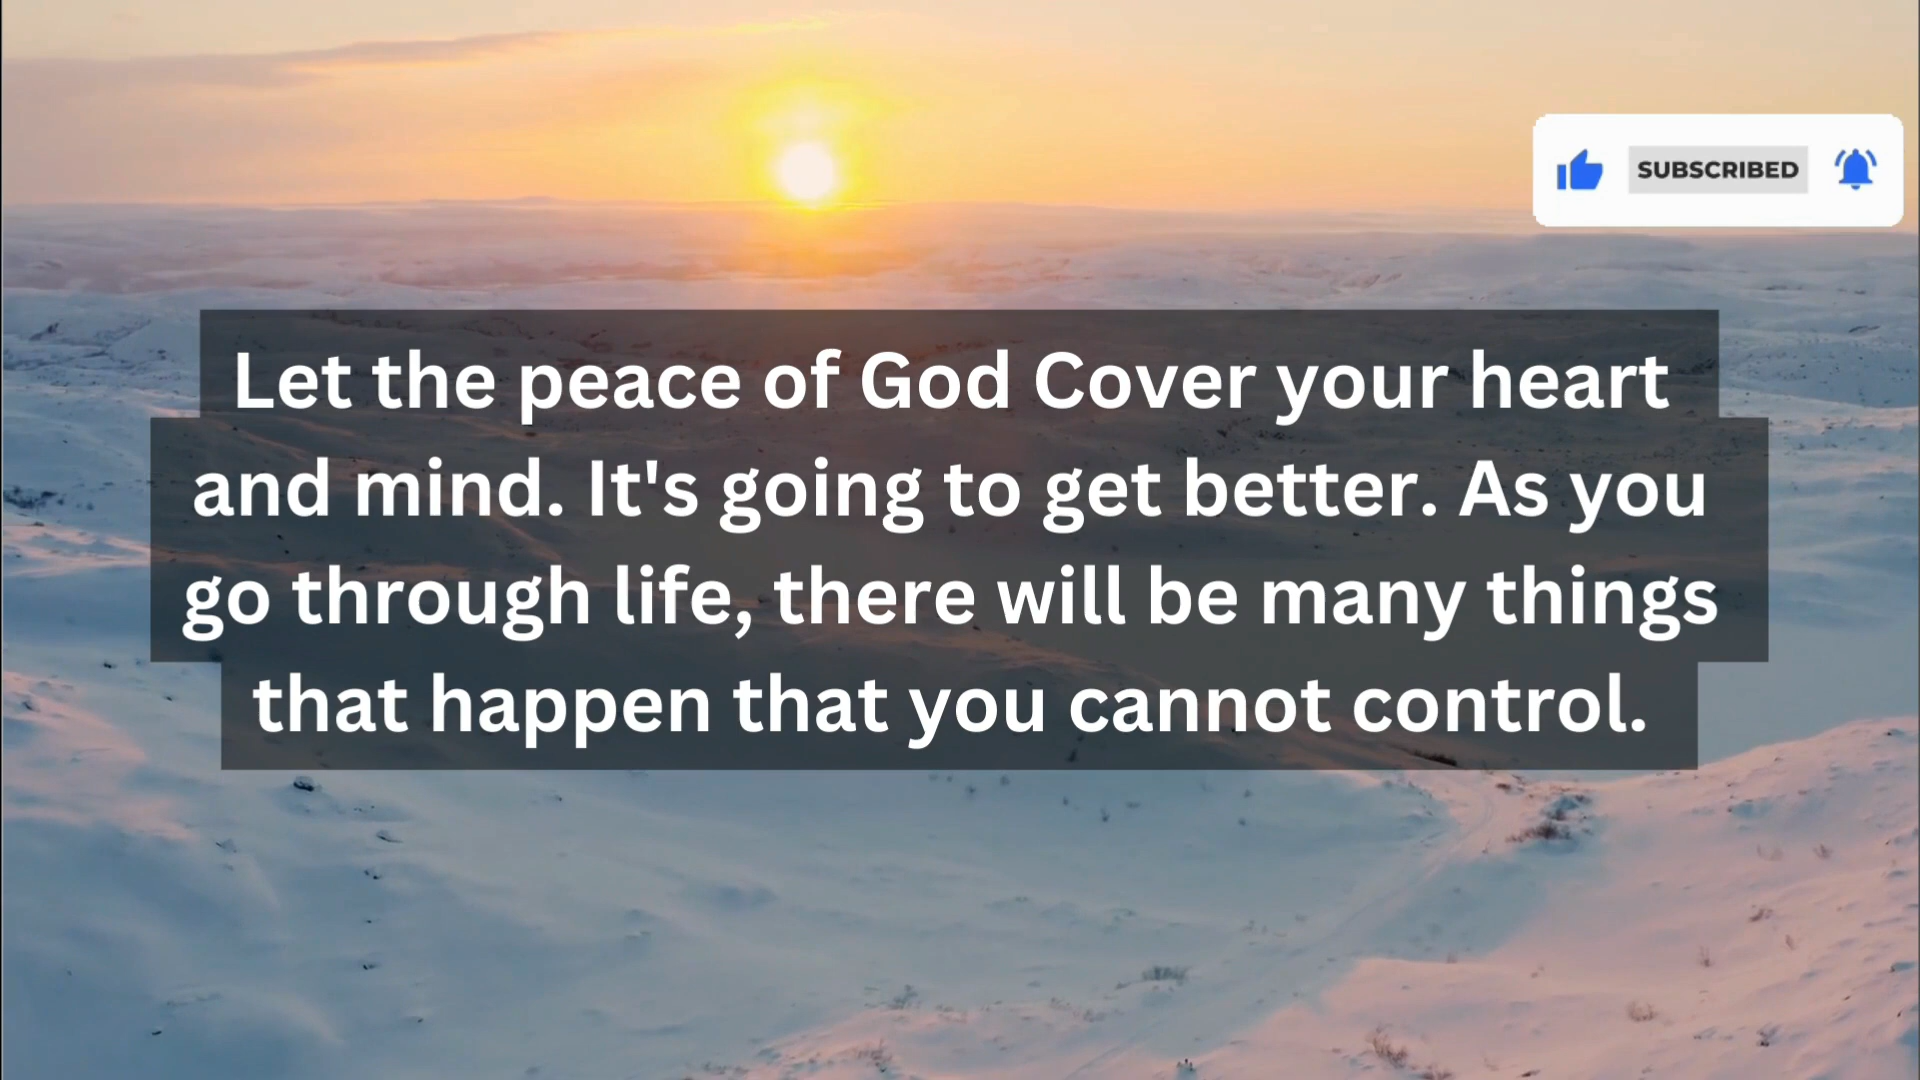 SUBSCRIBED
Let the peace of God Cover your heart
and mind. It's going to get better. As you
go through life, there will be many things
that happen that you cannot control.